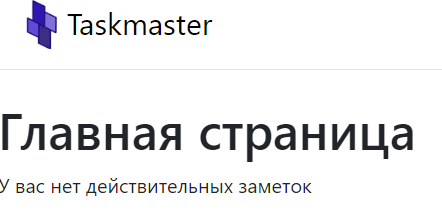 Taskmaster
Главная страница
У вас нет действительных заметок